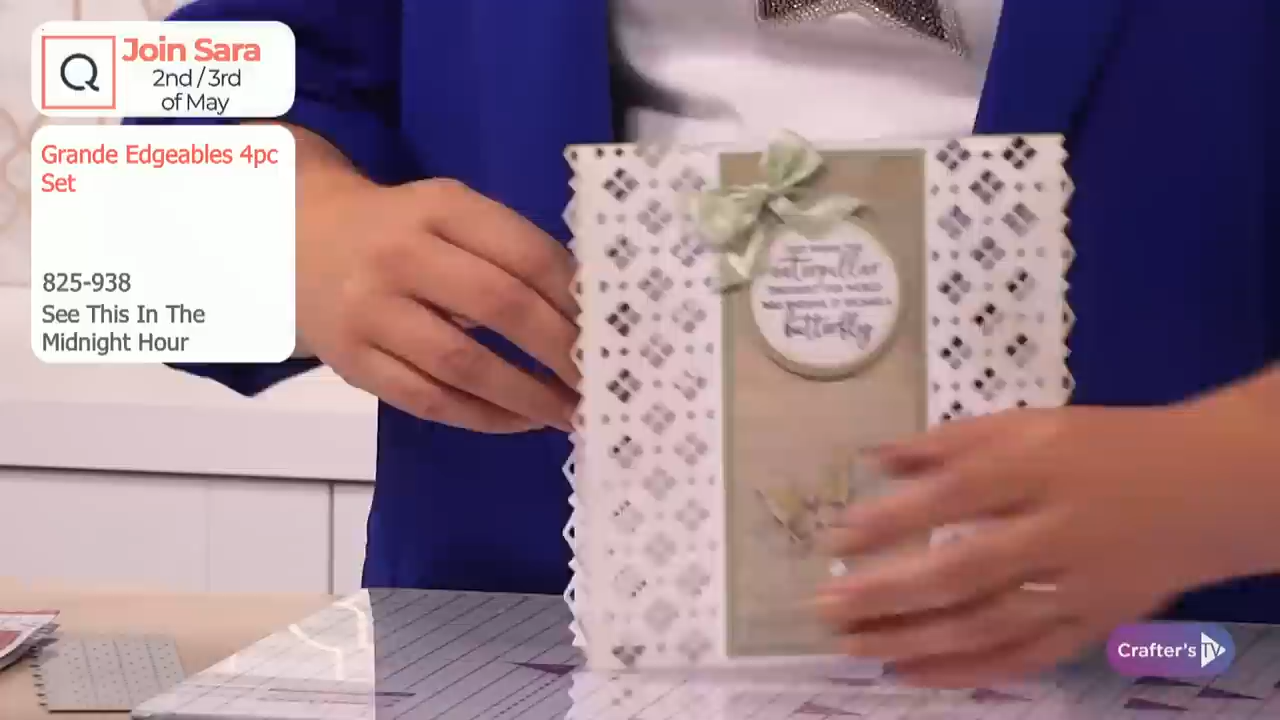 Q
Join Sara
2nd / 3rd
of May
Grande Edgeables 4pc
Set
825-938
See This In The
Midnight Hour
caterpillar
butterfly
Crafter's TV